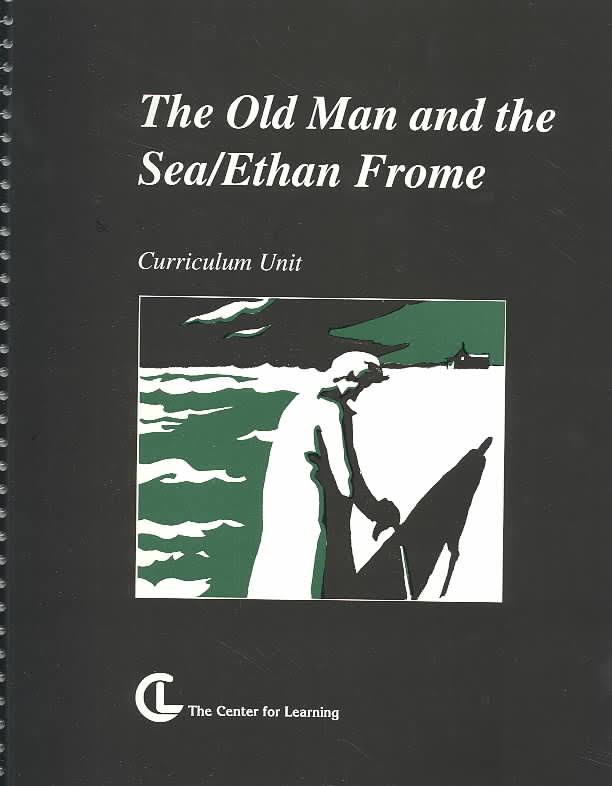 The Old Man and the
Sea/Ethan Frome
Curriculum Unit
CL The Center for Learning